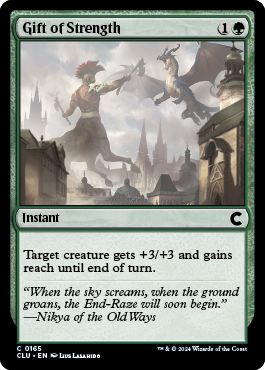 Gift of Strength 1
Instant
Target creature gets +3/+3 and gains
reach until end of turn.
“When the sky screams, when the ground
groans, the End-Raze will soon begin.”
—Nikya of the Old Ways
C 0165
CLU • EN Lius Lasahido
™ & © 2024 Wizards of the Coast